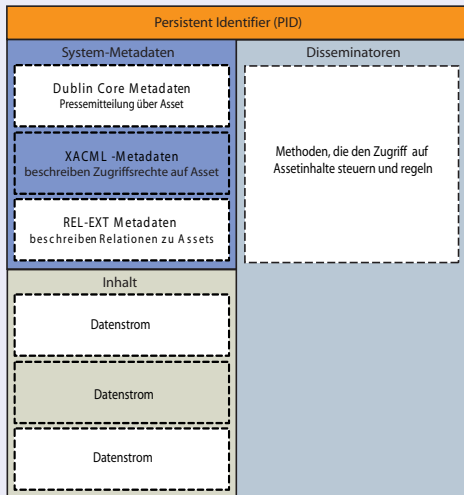 Persistent Identifier (PID)
System-Metadaten
Dublin Core Metadaten
Pressemitteilung über Asset
XACML -Metadaten
beschreiben Zugriffsrechte auf Asset
REL-EXT Metadaten
beschreiben Relationen zu Assets
Inhalt
Datenstrom
Datenstrom
Datenstrom
Disseminatoren
Methoden, die den Zugriff auf
Assetinhalte steuern und regeln